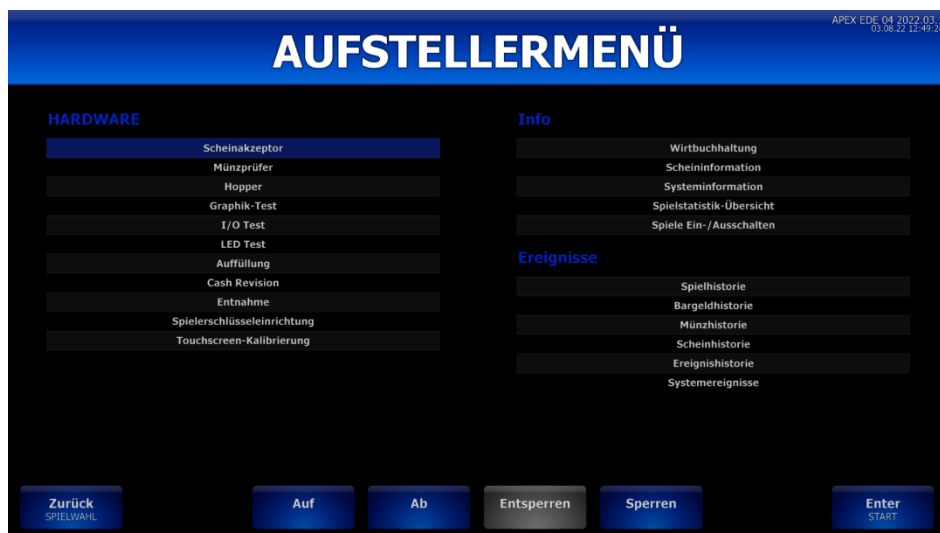 APEX EDE 04 2022.03.
03.08.22 12:49:2
AUFSTELLERMENÜ
HARDWARE
Scheinakzeptor
Münzprüfer
Hopper
Graphik-Test
I/O Test
LED Test
Auffüllung
Cash Revision
Entnahme
Spielerschlüsseleinrichtung
Touchscreen-Kalibrierung
Info
Wirtbuchhaltung
Scheininformation
Systeminformation
Spielstatistik-Übersicht
Spiele Ein-/Ausschalten
Ereignisse
Spielhistorie
Bargeldhistorie
Münzhistorie
Scheinhistorie
Ereignishistorie
Systemereignisse
Zurück
SPIELWAHL
Auf
Ab
Entsperren
Sperren
Enter
START